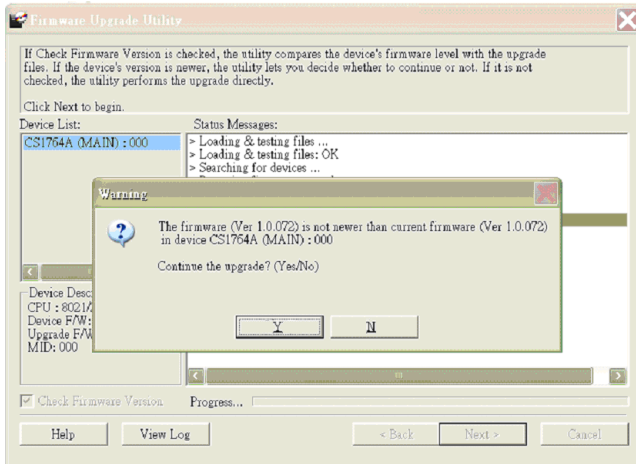 Firmware Upgrade Utility
If Check Firmware Version is checked, the utility compares the device's firmware level with the upgrade
files. If the device's version is newer, the utility lets you decide whether to continue or not. If it is not
checked, the utility performs the upgrade directly.
Click Next to begin.
Device List:
Status Messages:
CS1764A (MAIN) : 000
> Loading & testing files ...
> Loading & testing files: OK
> Searching for devices ...
Warning
The firmware (Ver 1.0.072) is not newer than current firmware (Ver 1.0.072)
in device CS1764A (MAIN) : 000
Continue the upgrade? (Yes/No)
Y
N
Device Desc
CPU : 8021/
Device F/W:
Upgrade F/W
MID: 000
Check Firmware Version
Progress...
Help
View Log
< Back
Next >
Cancel